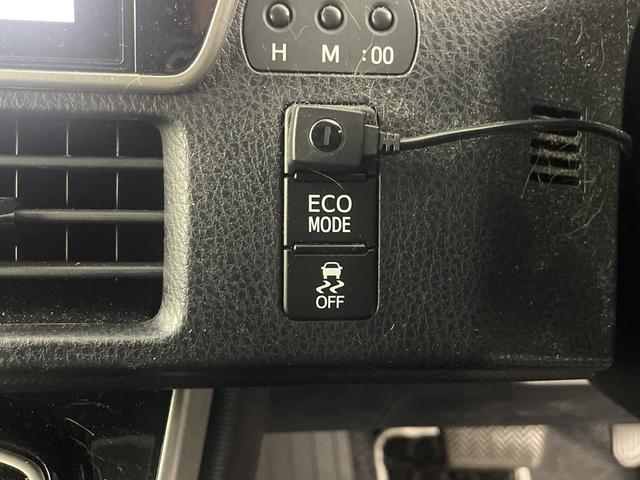 H M :00
ECO
MODE
OFF